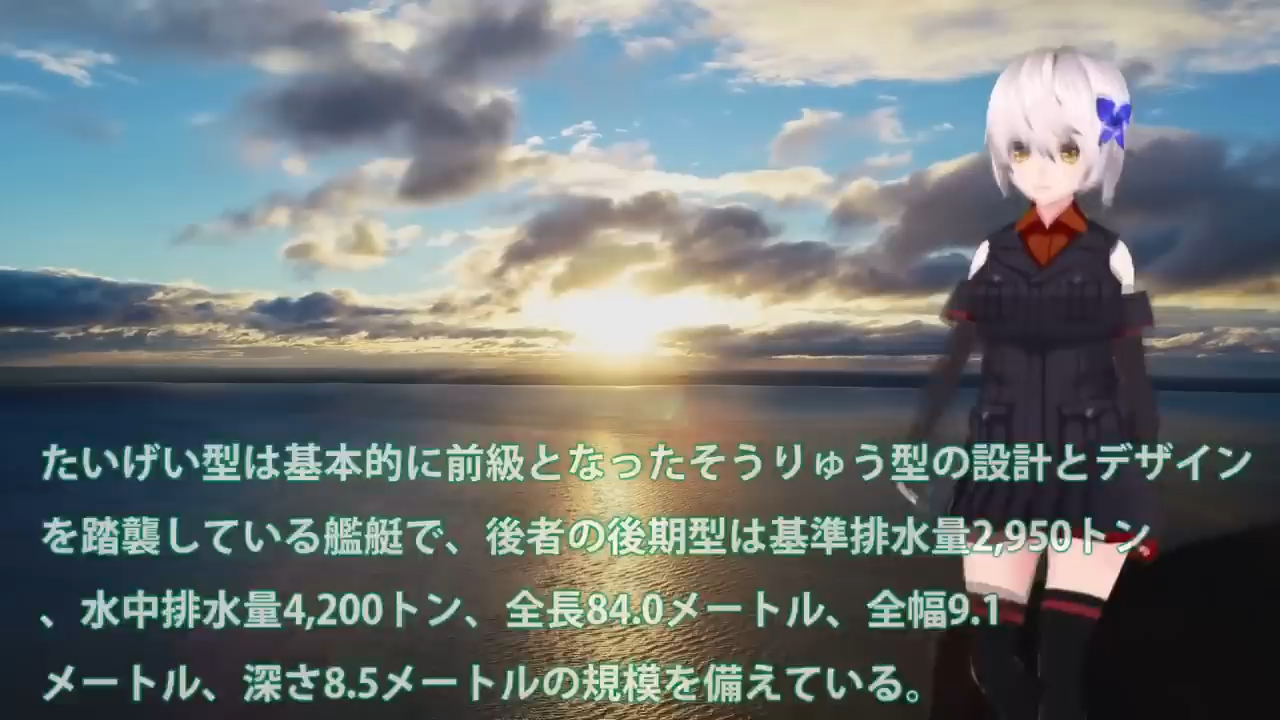 たいげい型は基本的に前級となったそうりゅう型の設計とデザイン
を踏襲している艦艇で、後者の後期型は基準排水量2,950トン
、水中排水量4,200トン、全長84.0メートル、全幅9.1
メートル、深さ8.5メートルの規模を備えている。